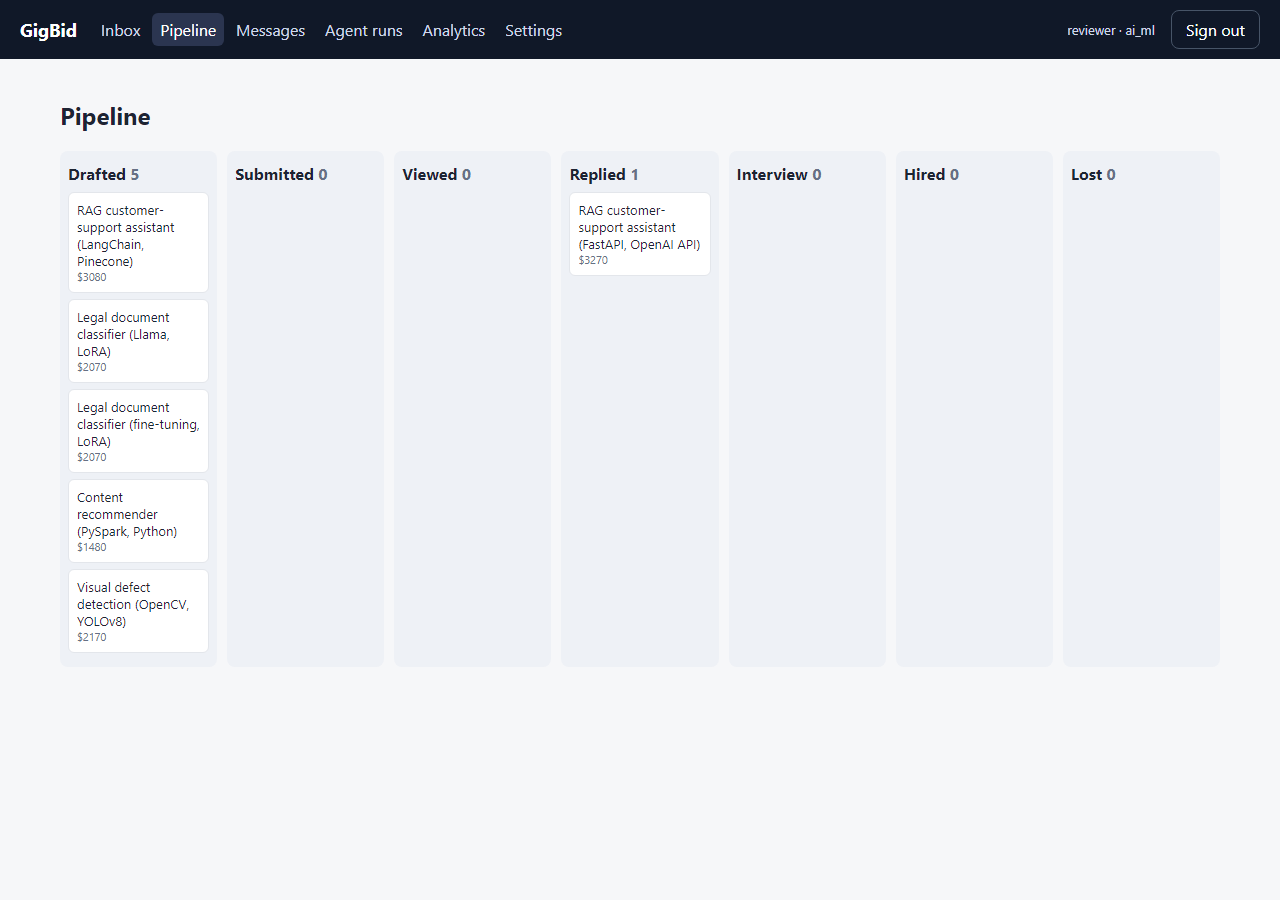 GigBid Inbox Pipeline Messages Agent runs Analytics Settings reviewer · ai_ml Sign out
Pipeline
Drafted 5
RAG customer-
support assistant
(LangChain,
Pinecone)
$3080
Legal document
classifier (Llama,
LoRA)
$2070
Legal document
classifier (fine-tuning,
LoRA)
$2070
Content
recommender
(PySpark, Python)
$1480
Visual defect
detection (OpenCV,
YOLOv8)
$2170
Submitted 0
Viewed 0
Replied 1
RAG customer-
support assistant
(FastAPI, OpenAI API)
$3270
Interview 0
Hired 0
Lost 0